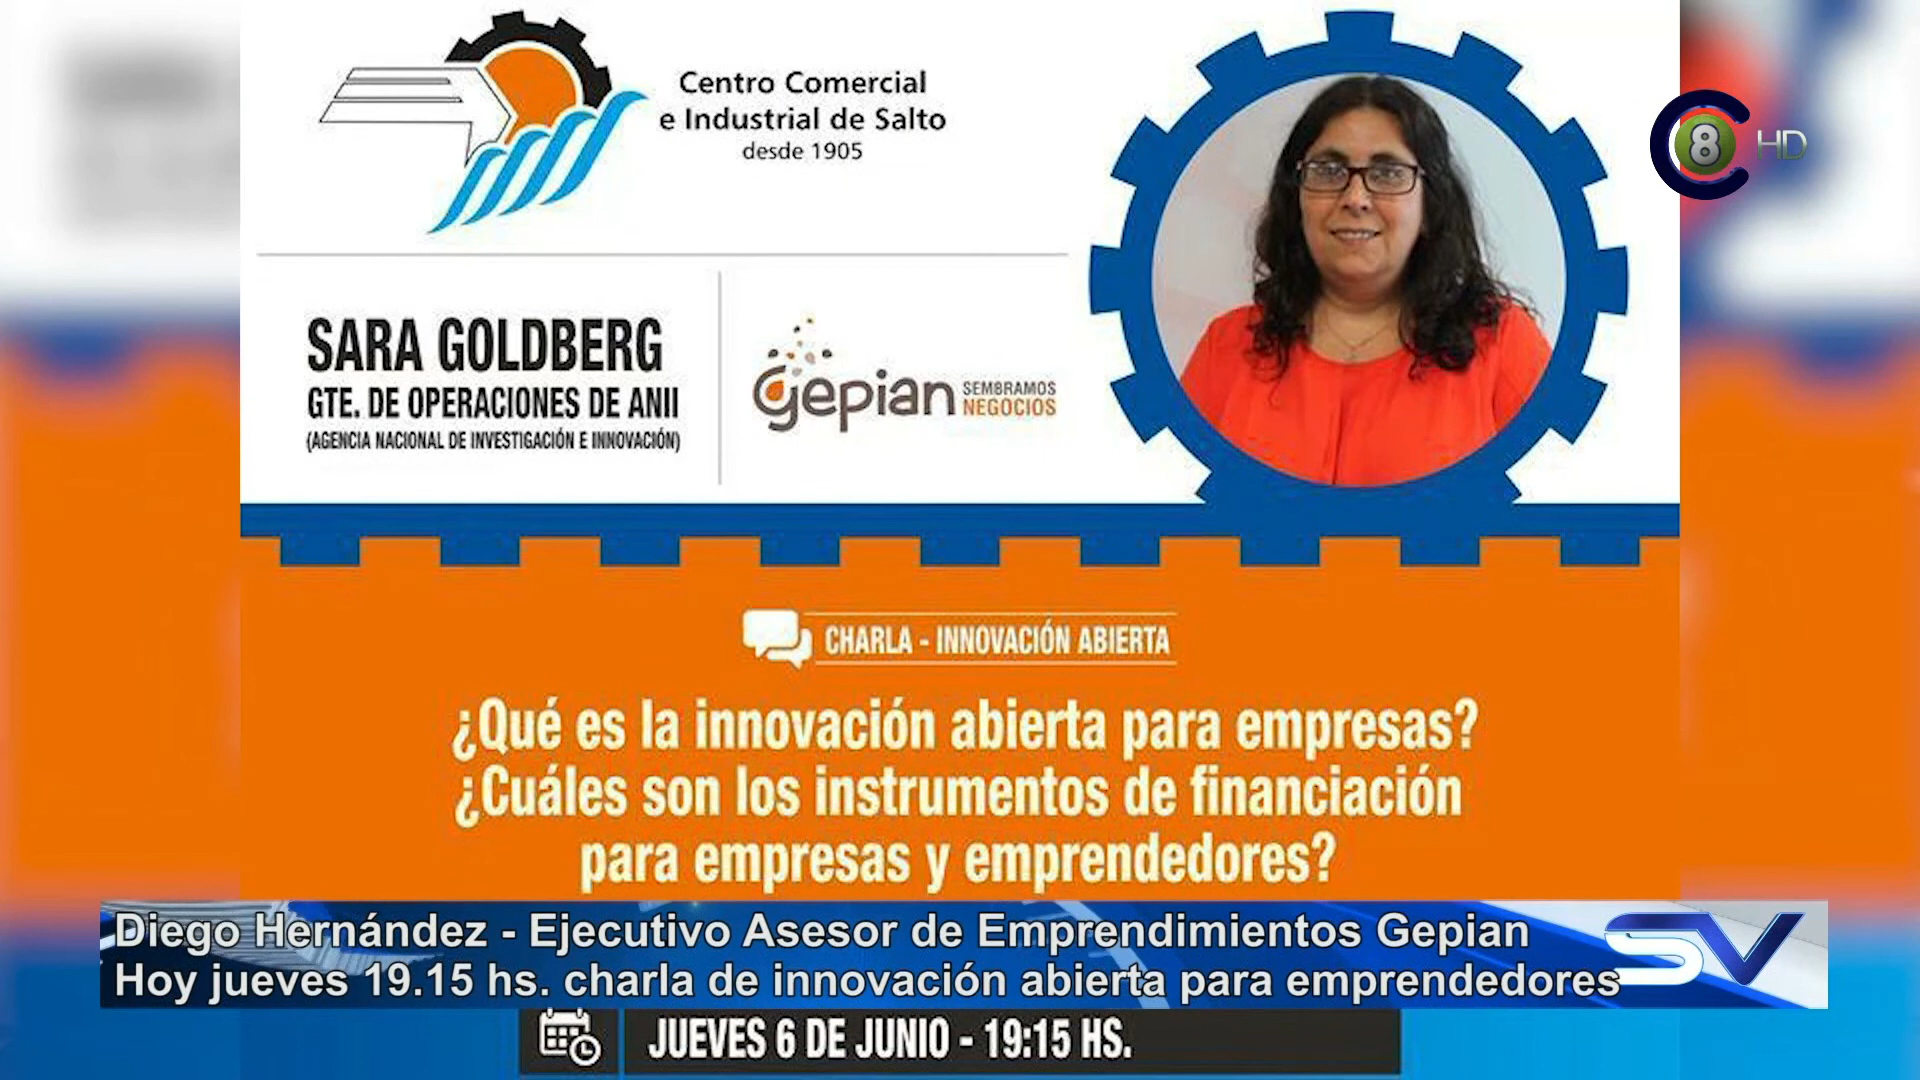 Centro Comercial
e Industrial de Salto
desde 1905
C 8 HD
SARA GOLDBERG
GTE. DE OPERACIONES DE ANII
(AGENCIA NACIONAL DE INVESTIGACIÓN E INNOVACIÓN)
gepian
SEMBRAMOS
NEGOCIOS
CHARLA - INNOVACIÓN ABIERTA
¿Qué es la innovación abierta para empresas?
¿Cuáles son los instrumentos de financiación
para empresas y emprendedores?
Diego Hernández - Ejecutivo Asesor de Emprendimientos Gepian
Hoy jueves 19.15 hs. charla de innovación abierta para emprendedores
SV
JUEVES 6 DE JUNIO - 19:15 HS.